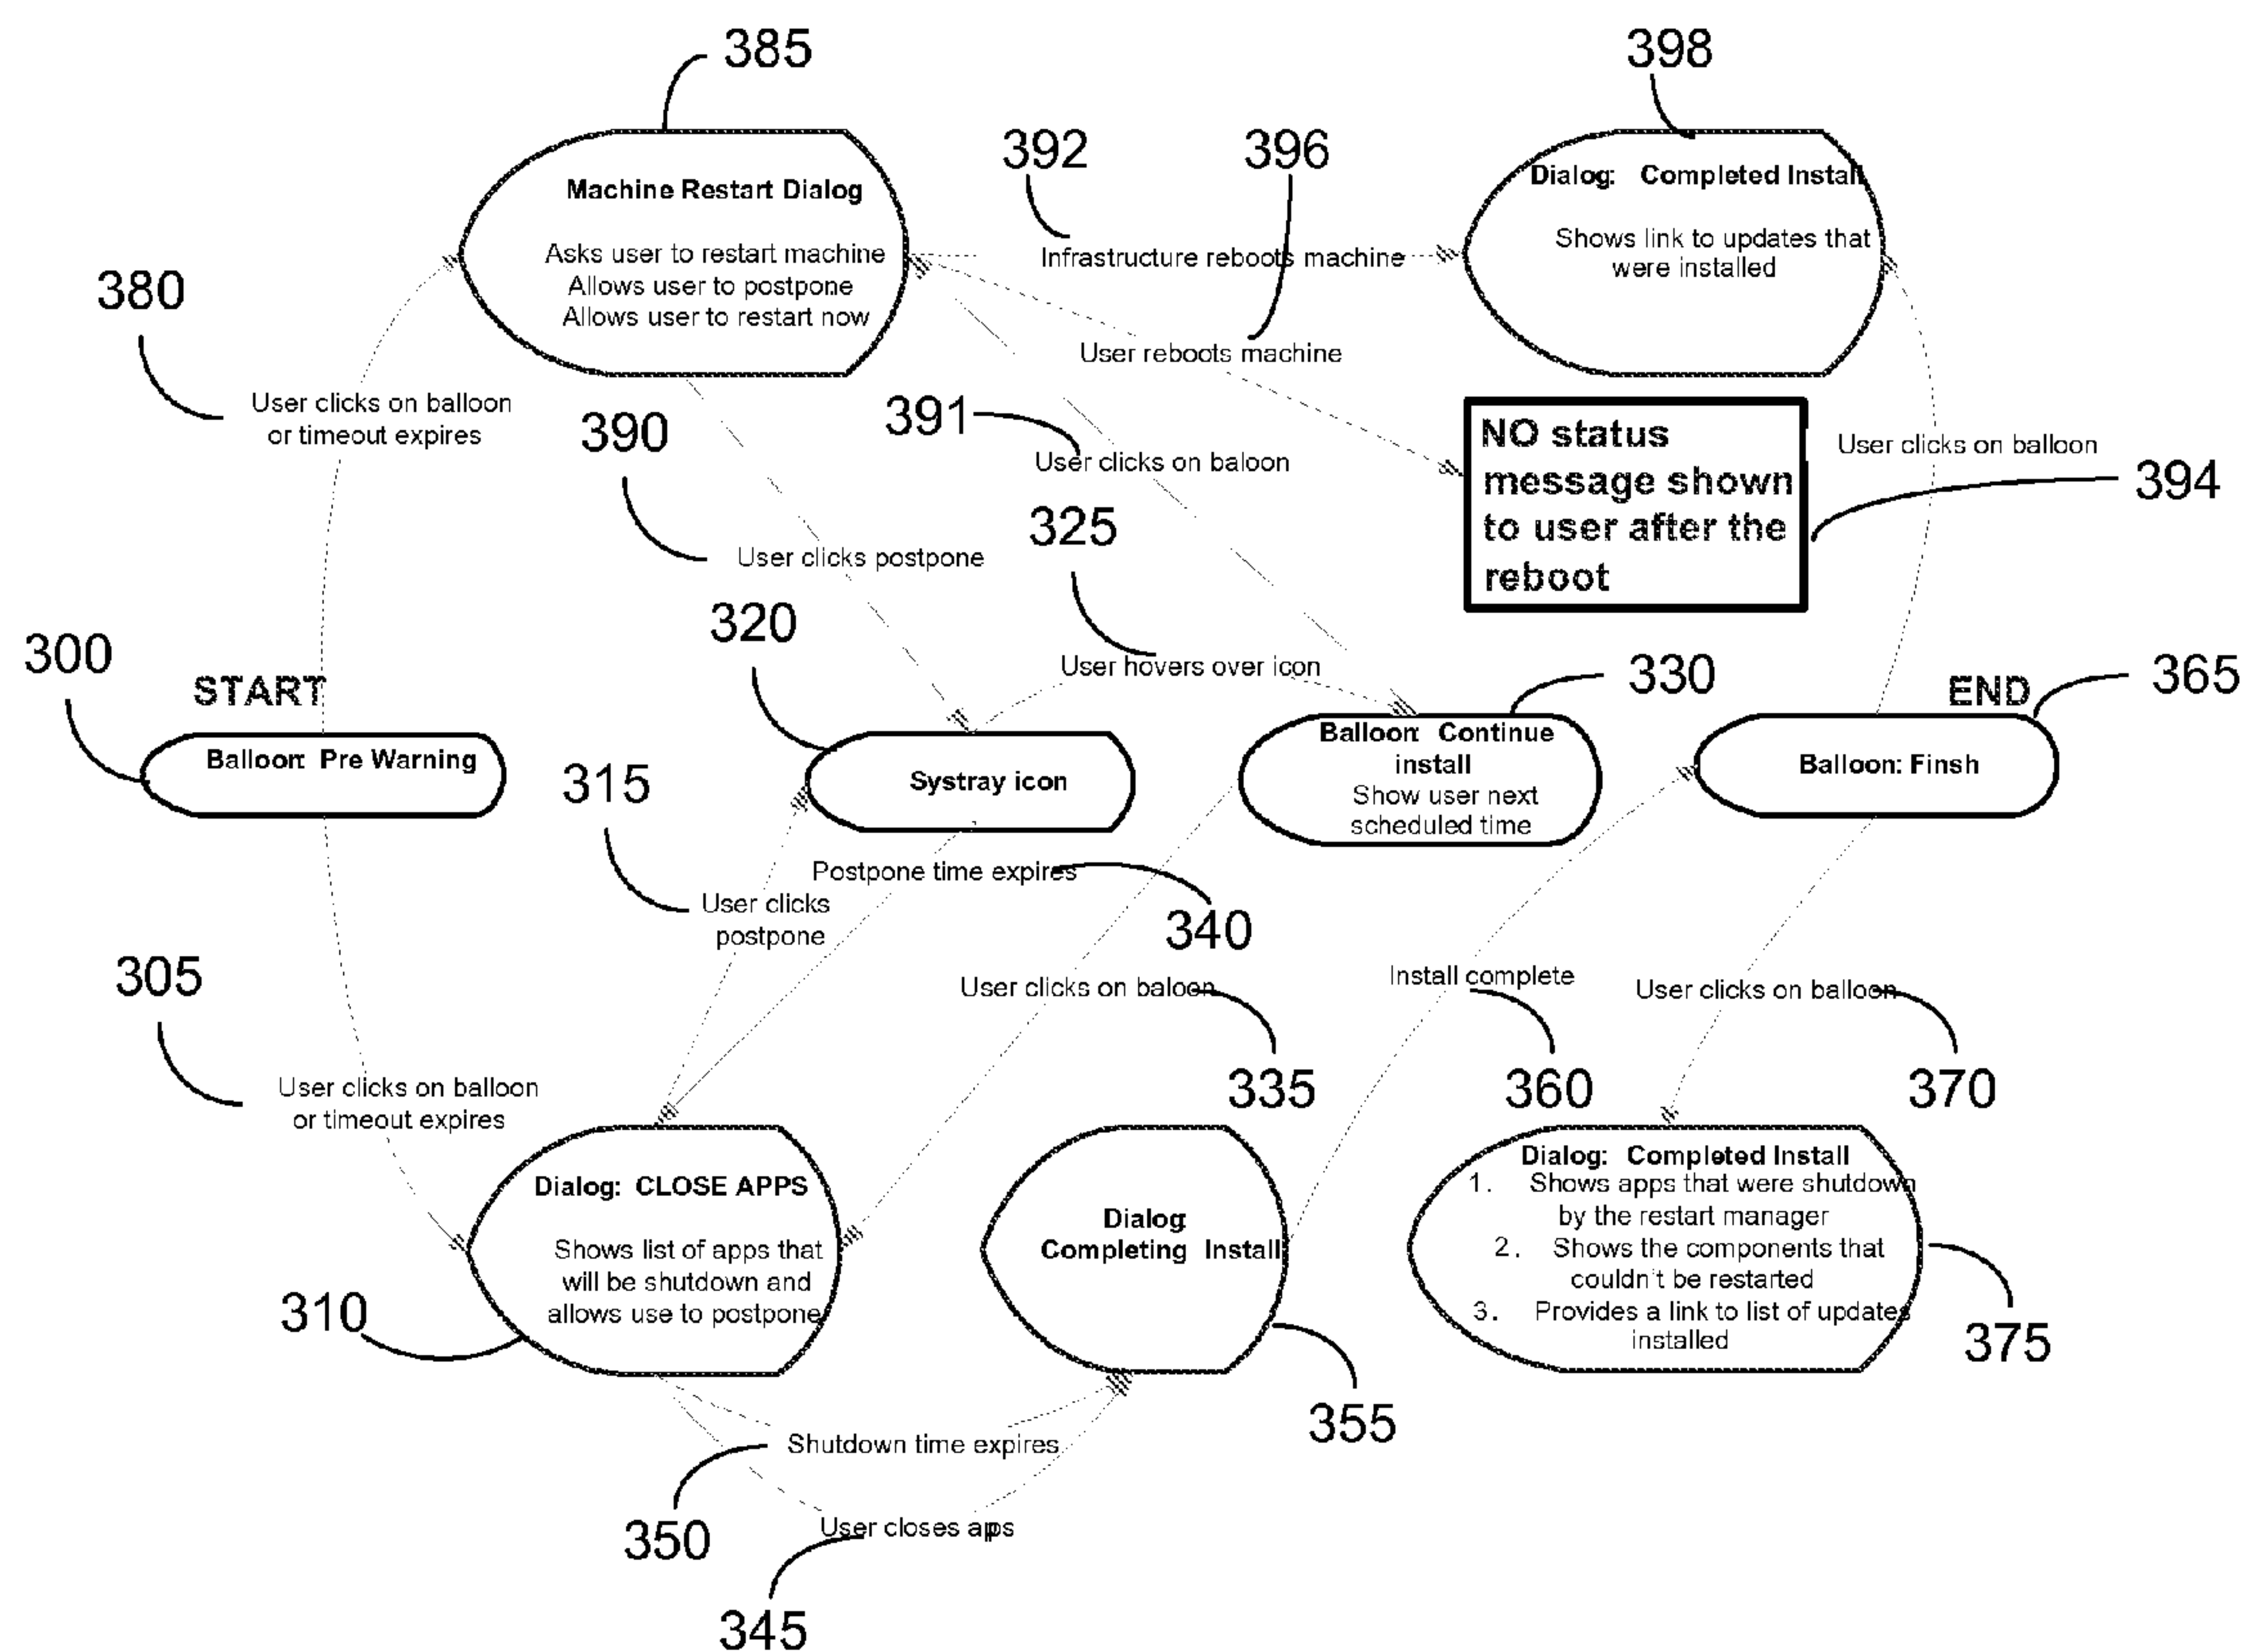 385
398
392
396
Machine Restart Dialog
Asks user to restart machine
Allows user to postpone
Allows user to restart now
Infrastructure reboots machine
Dialog: Completed Install
Shows link to updates that
were installed
380
User clicks on balloon
or timeout expires
User reboots machine
390
391
User clicks on baloon
NO status
message shown
to user after the
reboot
User clicks on balloon
394
325
User clicks postpone
320
300
START
User hovers over icon
330
END
365
Balloon: Pre Warning
315
Systray icon
Balloon: Continue
install
Show user next
scheduled time
Balloon: Finsh
Postpone time expires
User clicks
postpone
340
305
User clicks on baloon
Install complete
User clicks on balloon
335
360
370
User clicks on balloon
or timeout expires
Dialog: CLOSE APPS
Shows list of apps that
will be shutdown and
allows use to postpone
310
Dialog:
Completing Install
Dialog: Completed Install
1. Shows apps that were shutdown
by the restart manager
2. Shows the components that
couldn't be restarted
3. Provides a link to list of updates
installed
375
355
Shutdown time expires
350
User closes apps
345